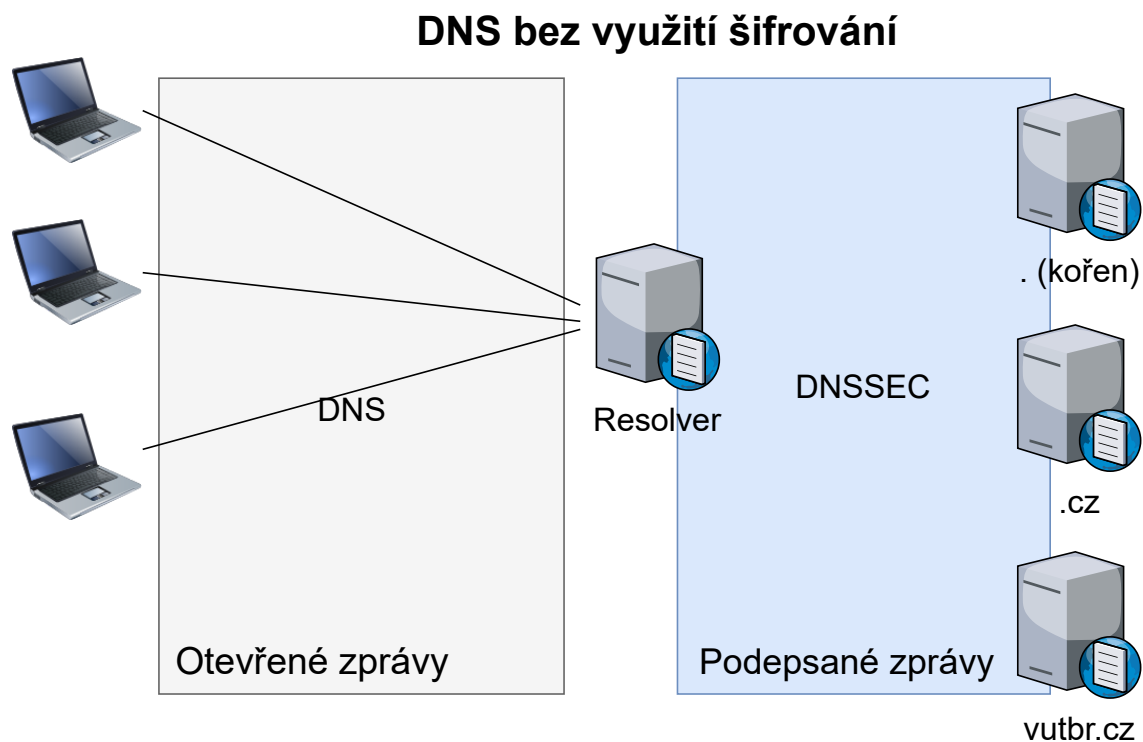 DNS bez využití šifrování
. (kořen)
DNS
DNSSEC
Resolver
.cz
Otevřené zprávy
Podepsané zprávy
vutbr.cz